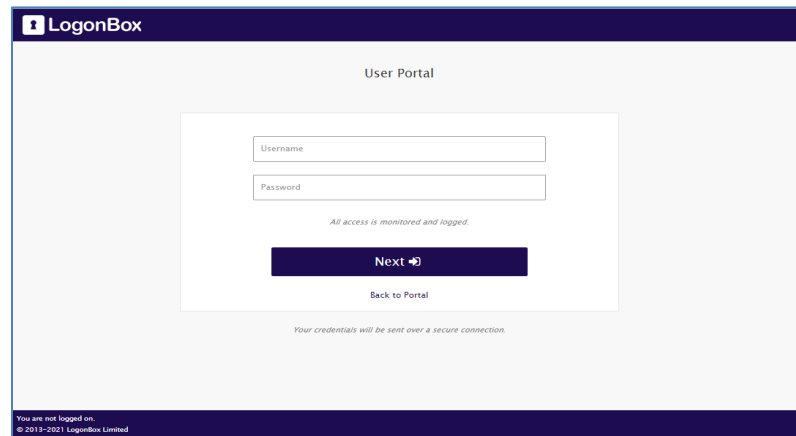 LogonBox
User Portal
Username
Password
All access is monitored and logged.
Next
Back to Portal
Your credentials will be sent over a secure connection.
You are not logged on.
© 2013-2021 LogonBox Limited